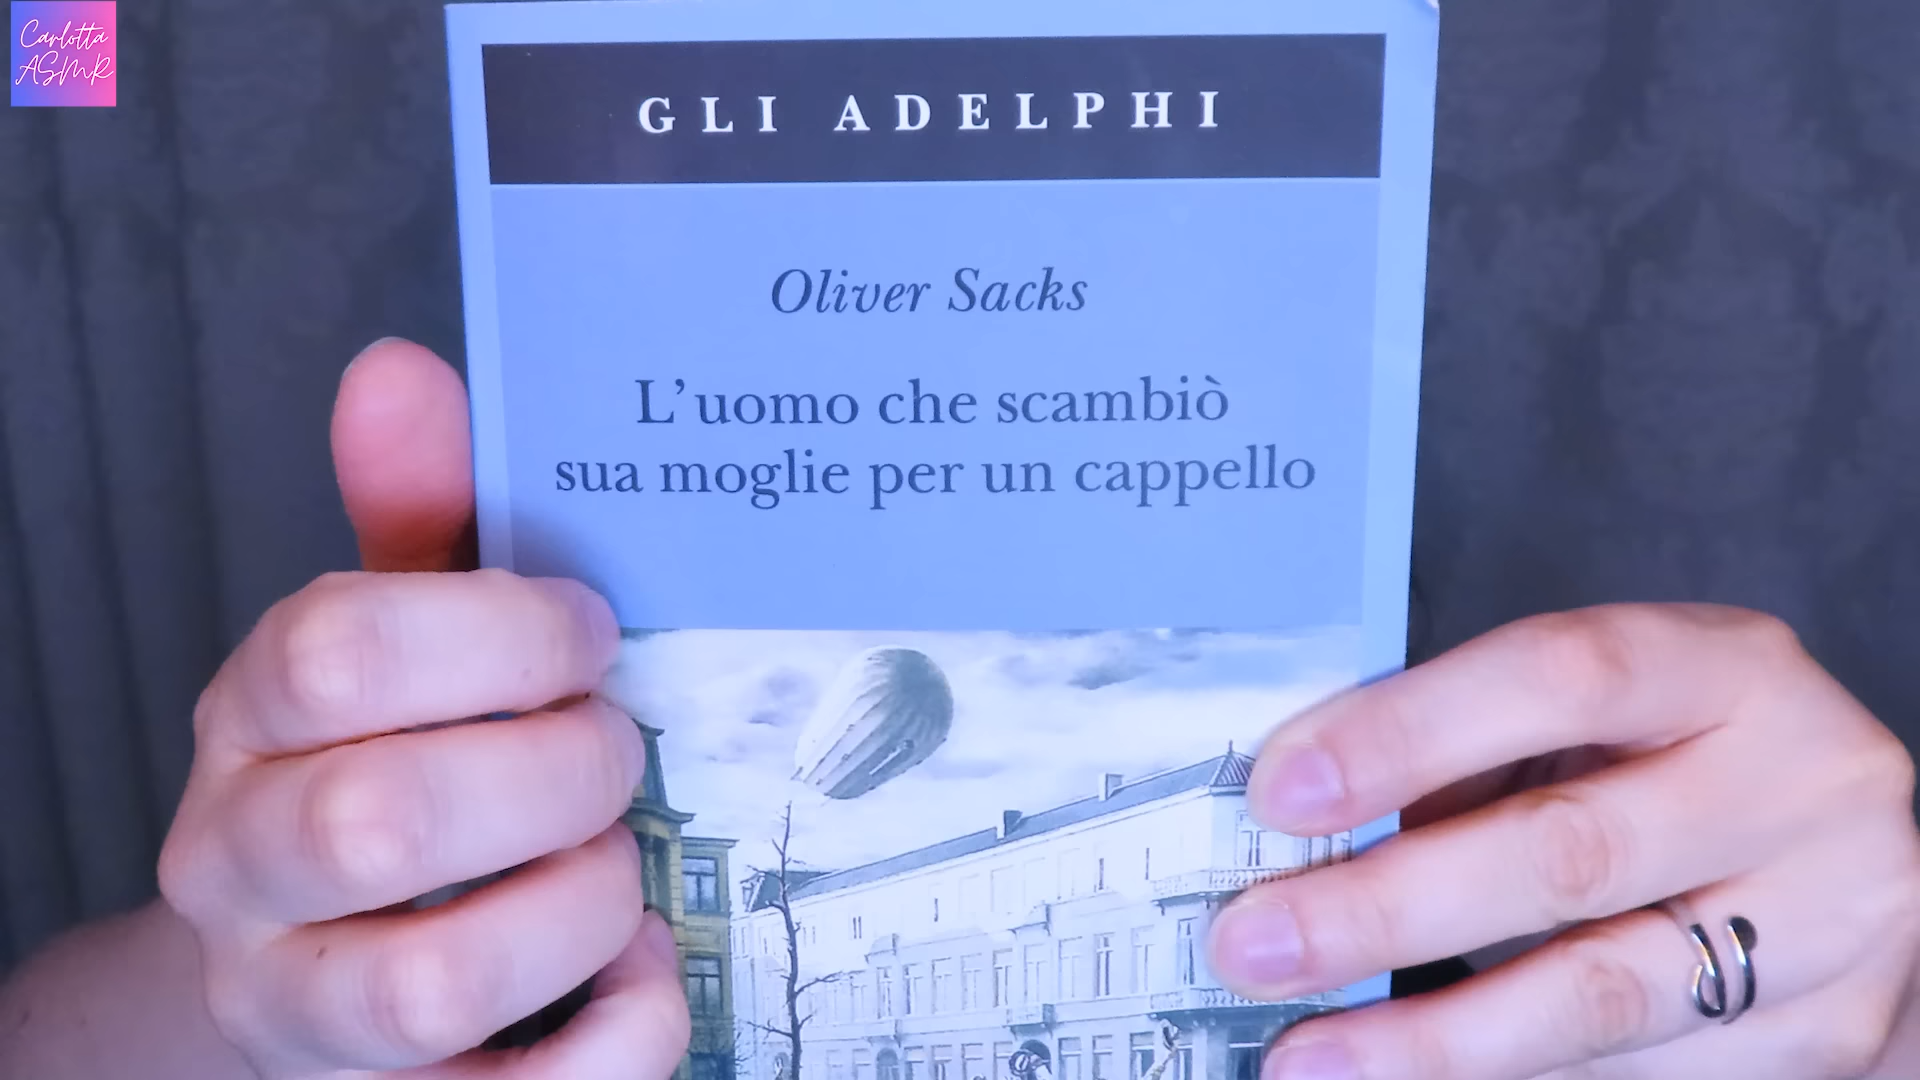 Carlotta
ASMR
GLI ADELPHI
Oliver Sacks
L'uomo che scambiò
sua moglie per un cappello